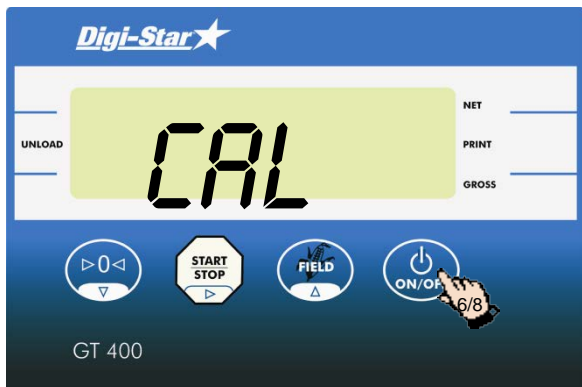 Digi-Star
NET
UNLOAD
PRINT
CAL
GROSS
▷0◁
START
STOP
FIELD
ON/OF
6/8
GT 400